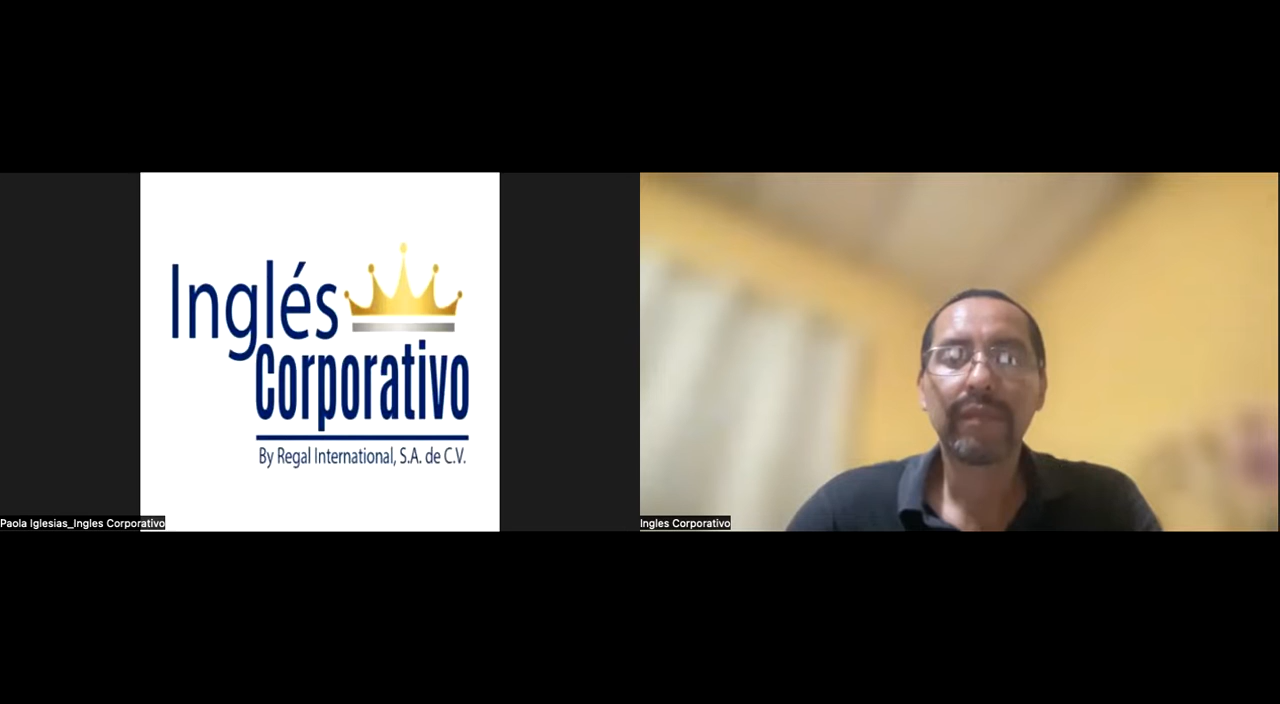 Inglés
Corporativo
By Regal International, S.A. de C.V.
Paola Iglesias_Ingles Corporativo
Ingles Corporativo